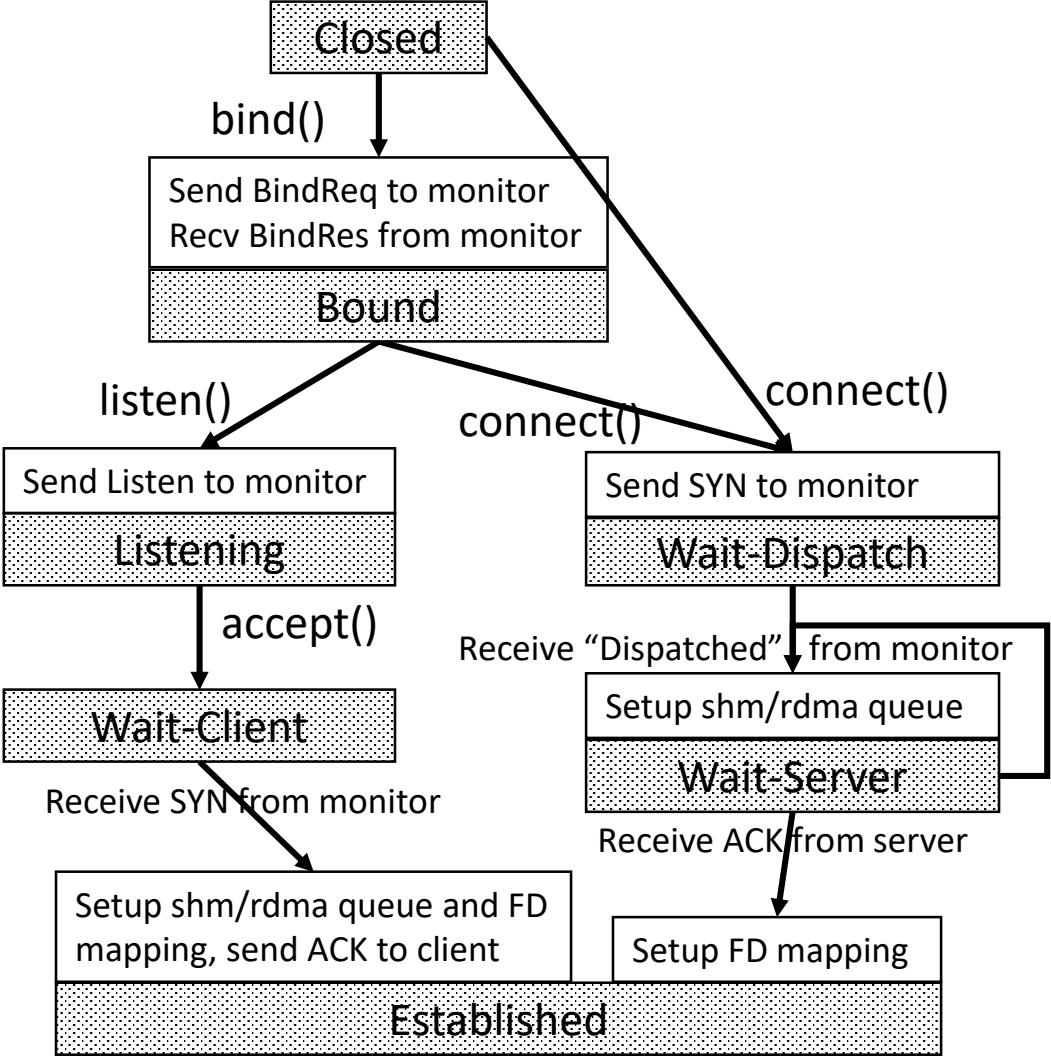 Closed
bind()
Send BindReq to monitor
Recv BindRes from monitor
Bound
listen()
connect()
connect()
Send Listen to monitor
Listening
Send SYN to monitor
Wait-Dispatch
accept()
Receive “Dispatched” from monitor
Setup shm/rdma queue
Wait-Client
Wait-Server
Receive SYN from monitor
Receive ACK from server
Setup shm/rdma queue and FD
mapping, send ACK to client
Setup FD mapping
Established